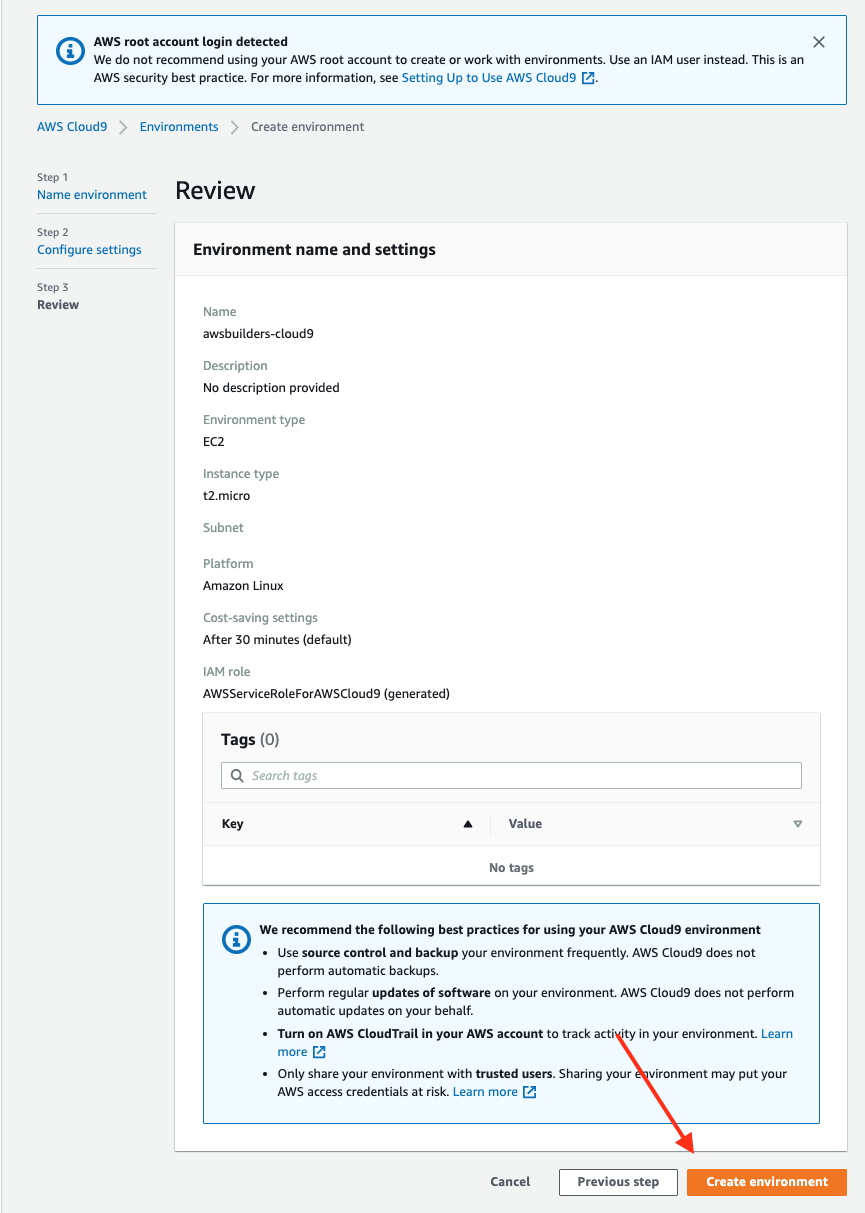 AWS root account login detected
We do not recommend using your AWS root account to create or work with environments. Use an IAM user instead. This is an
AWS security best practice. For more information, see Setting Up to Use AWS Cloud9.
AWS Cloud9 > Environments > Create environment
Step 1
Name environment
Step 2
Configure settings
Step 3
Review
Review
Environment name and settings
Name
awsbuilders-cloud9
Description
No description provided
Environment type
EC2
Instance type
t2.micro
Subnet
Platform
Amazon Linux
Cost-saving settings
After 30 minutes (default)
IAM role
AWSServiceRoleForAWSCloud9 (generated)
Tags (0)
Search tags
Key Value
No tags
We recommend the following best practices for using your AWS Cloud9 environment
• Use source control and backup your environment frequently. AWS Cloud9 does not
perform automatic backups.
• Perform regular updates of software on your environment. AWS Cloud9 does not perform
automatic updates on your behalf.
• Turn on AWS CloudTrail in your AWS account to track activity in your environment. Learn
more
• Only share your environment with trusted users. Sharing your environment may put your
AWS access credentials at risk. Learn more
Cancel Previous step Create environment